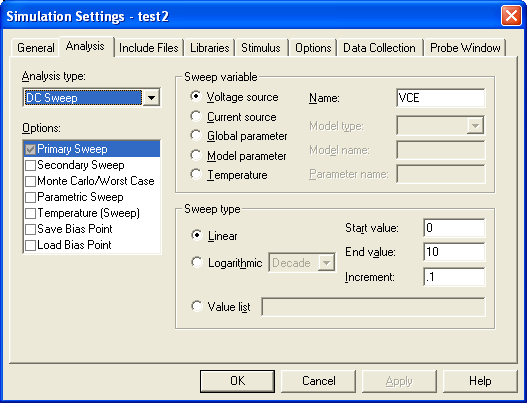 Simulation Settings - test2
General Analysis Include Files Libraries Stimulus Options Data Collection Probe Window
Analysis type:
DC Sweep
Options:
Primary Sweep
Secondary Sweep
Monte Carlo/Worst Case
Parametric Sweep
Temperature (Sweep)
Save Bias Point
Load Bias Point
Sweep variable
Voltage source
Current source
Global parameter
Model parameter
Temperature
Name: VCE
Model type:
Model name:
Parameter name:
Sweep type
Linear
Logarithmic Decade
Value list
Start value: 0
End value: 10
Increment: .1
OK Cancel Apply Help